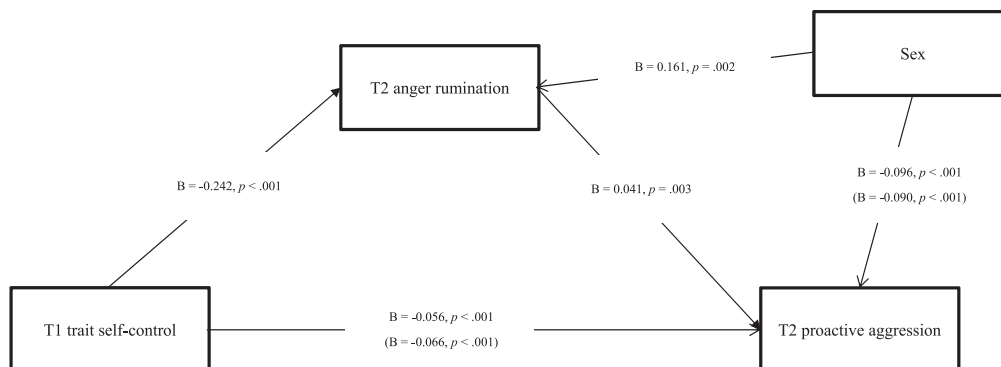 Sex
T2 anger rumination
B = 0.161, p = .002
B = -0.242, p < .001
B = 0.041, p = .003
B = -0.096, p < .001
(B = -0.090, p < .001)
T1 trait self-control
B = -0.056, p < .001
(B = -0.066, p < .001)
T2 proactive aggression